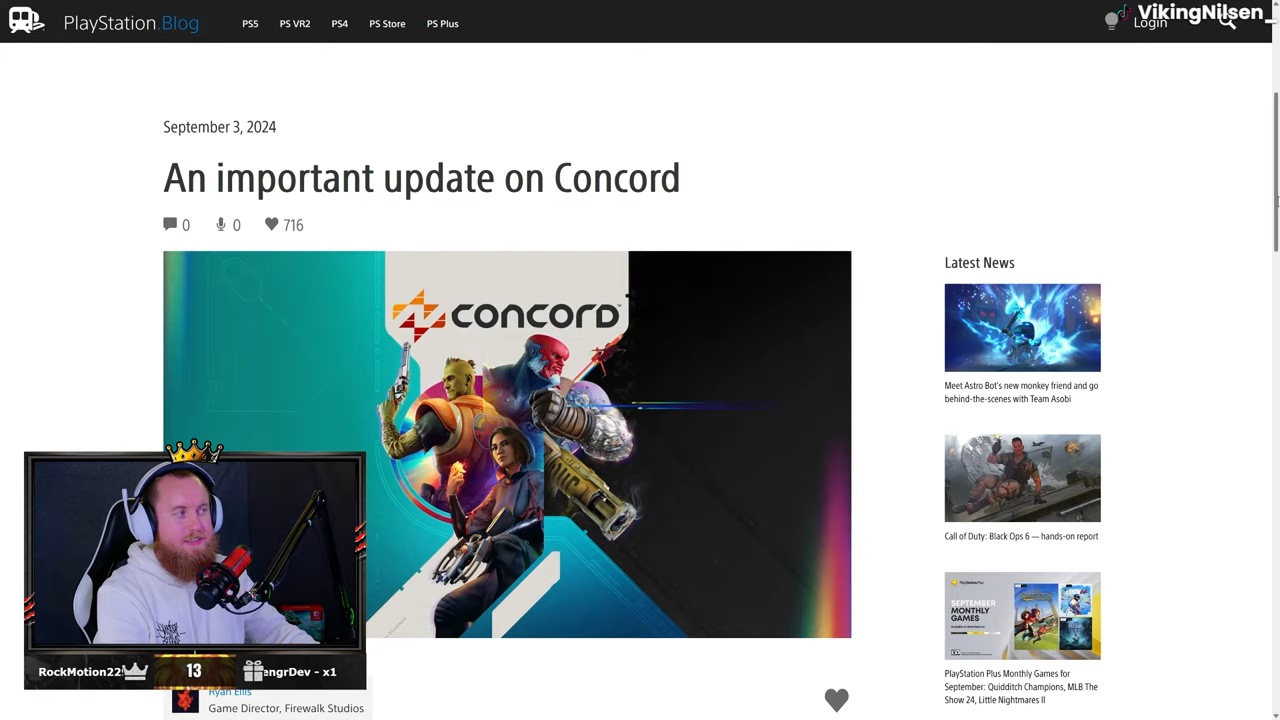 PlayStation.Blog
PS5
PS VR2
PS4
PS Store
PS Plus
VikingNilsen
Login
September 3, 2024
An important update on Concord
0
0
716
CONCORD
Latest News
Meet Astro Bot's new monkey friend and go
behind-the-scenes with Team Asobi
Call of Duty: Black Ops 6 — hands-on report
PlayStation Plus
SEPTEMBER
MONTHLY
GAMES
PlayStation Plus Monthly Games for
September: Quidditch Champions, MLB The
Show 24, Little Nightmares II
RockMotion22
13
engrDev - x1
Ryan Ellis
Game Director, Firewalk Studios